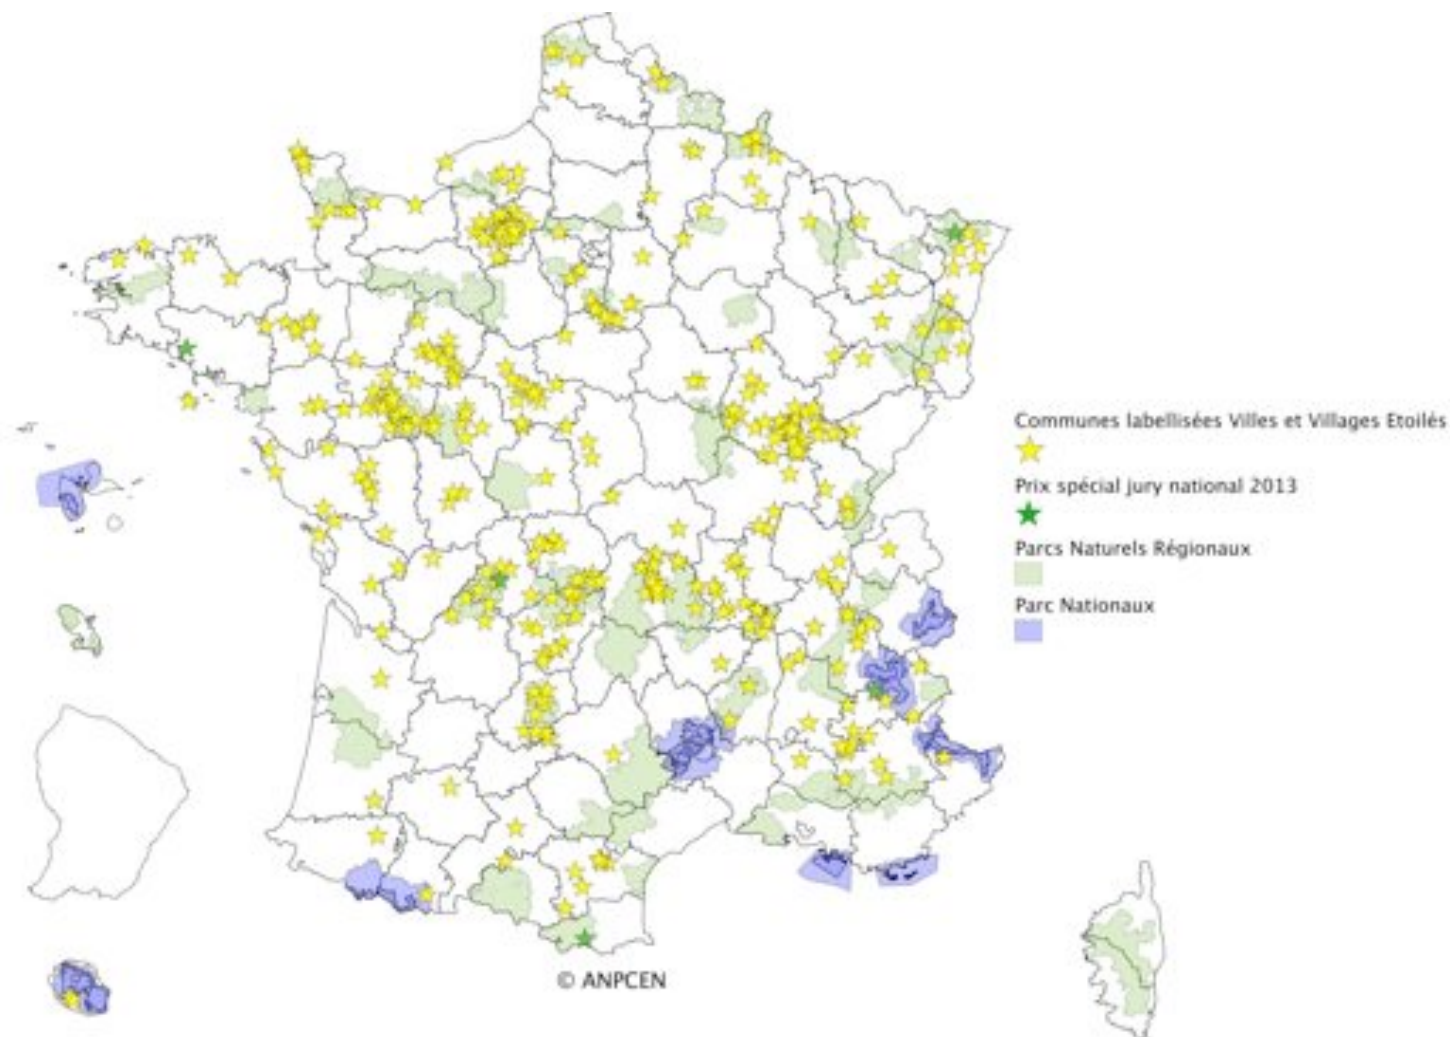 Communes labellisées Villes et Villages Etoilés
Prix spécial jury national 2013
Parcs Naturels Régionaux
Parc Nationaux
© ANPCEN